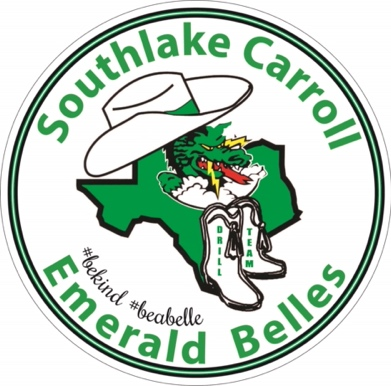 Southlake Carroll
DRILL
TEAM
#bekind #beabelle
Emerald Belles